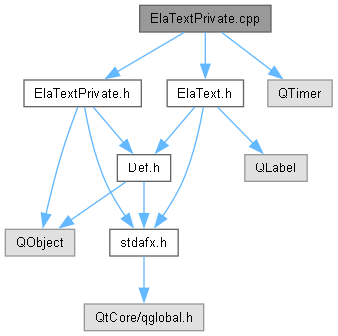 ElaTextPrivate.cpp
ElaTextPrivate.h
ElaText.h
QTimer
Def.h
QLabel
QObject
stdafx.h
QtCore/qglobal.h